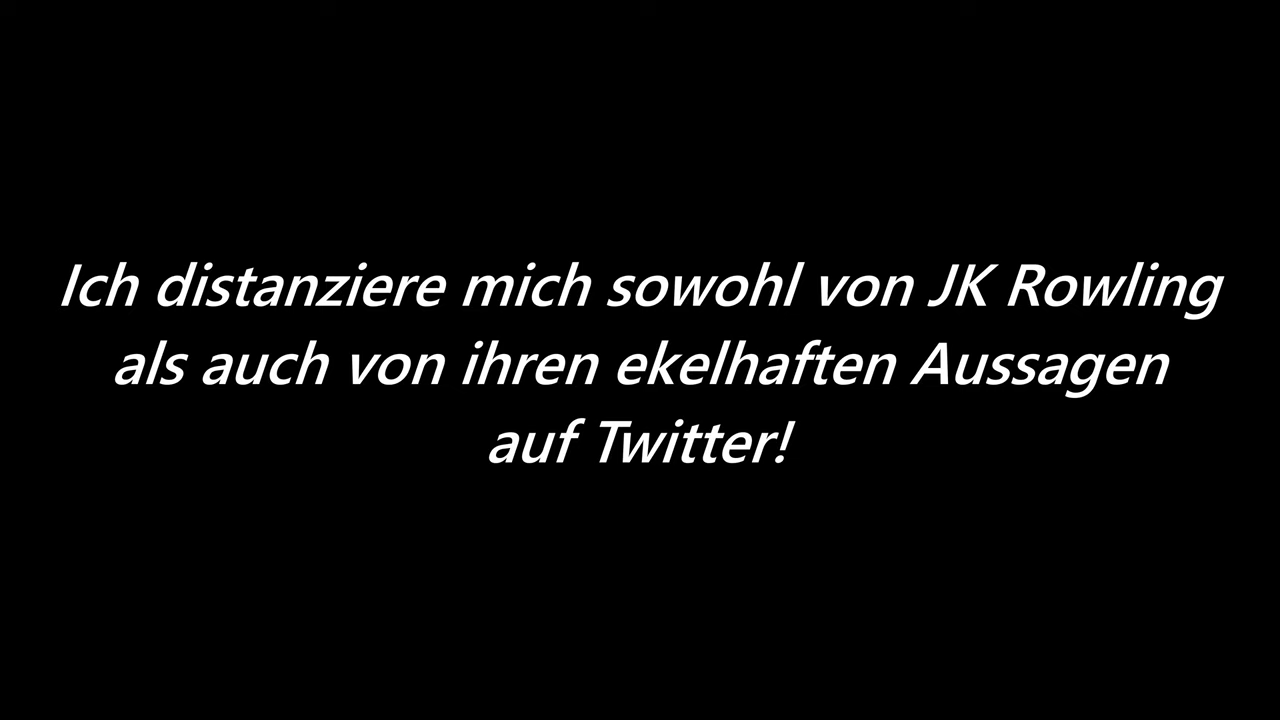 Ich distanziere mich sowohl von JK Rowling
als auch von ihren ekelhaften Aussagen
auf Twitter!